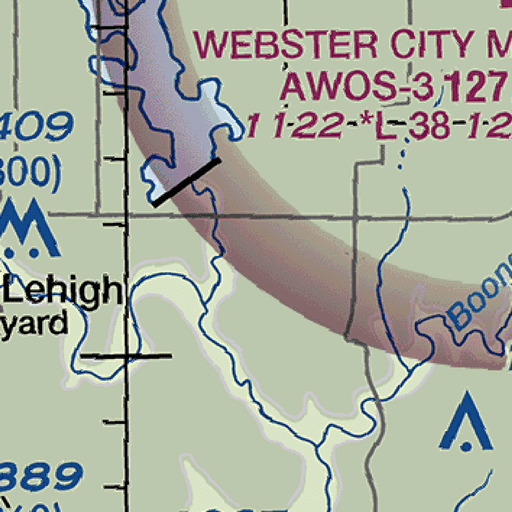 WEBSTER CITY M
AWOS-3 127
1122-*L-38-12
409
300)
Lehigh
yard
Boone
889